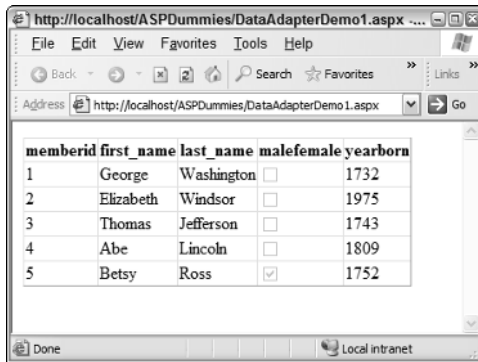 http://localhost/ASPDummies/DataAdapterDemo1.aspx -...
File Edit View Favorites Tools Help
Back Search Favorites » Links »
Address http://localhost/ASPDummies/DataAdapterDemo1.aspx Go
memberid first_name last_name malefemale yearborn
1 George Washington 1732
2 Elizabeth Windsor 1975
3 Thomas Jefferson 1743
4 Abe Lincoln 1809
5 Betsy Ross 1752
Done Local intranet